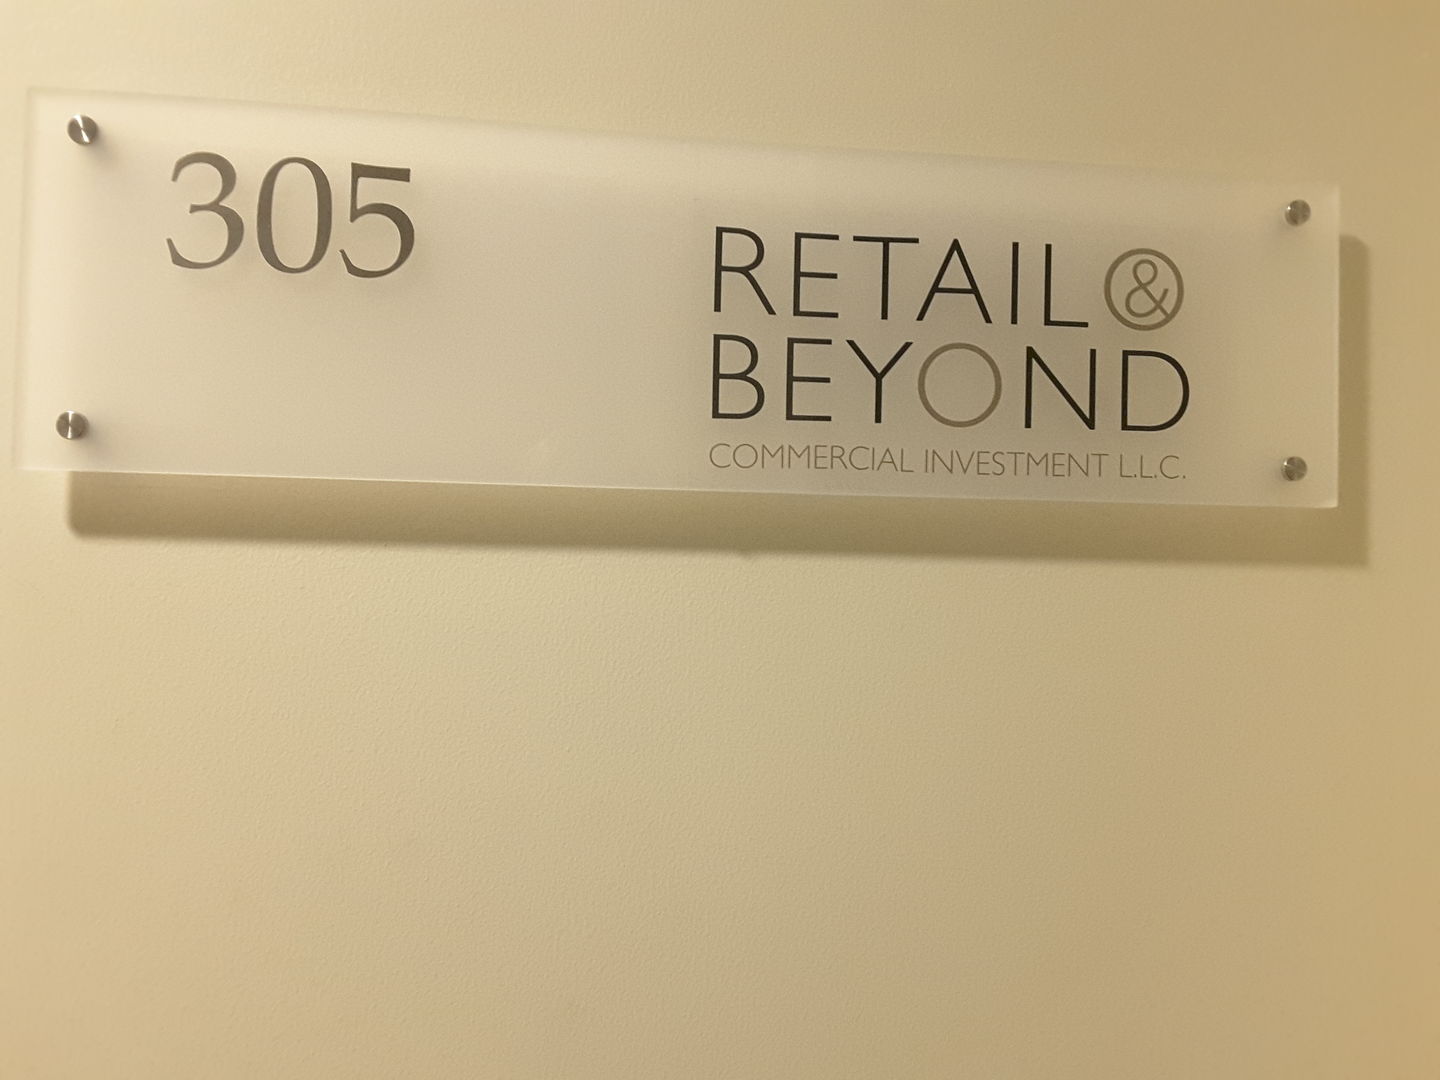 305
RETAIL &
BEYOND
COMMERCIAL INVESTMENT L.L.C.